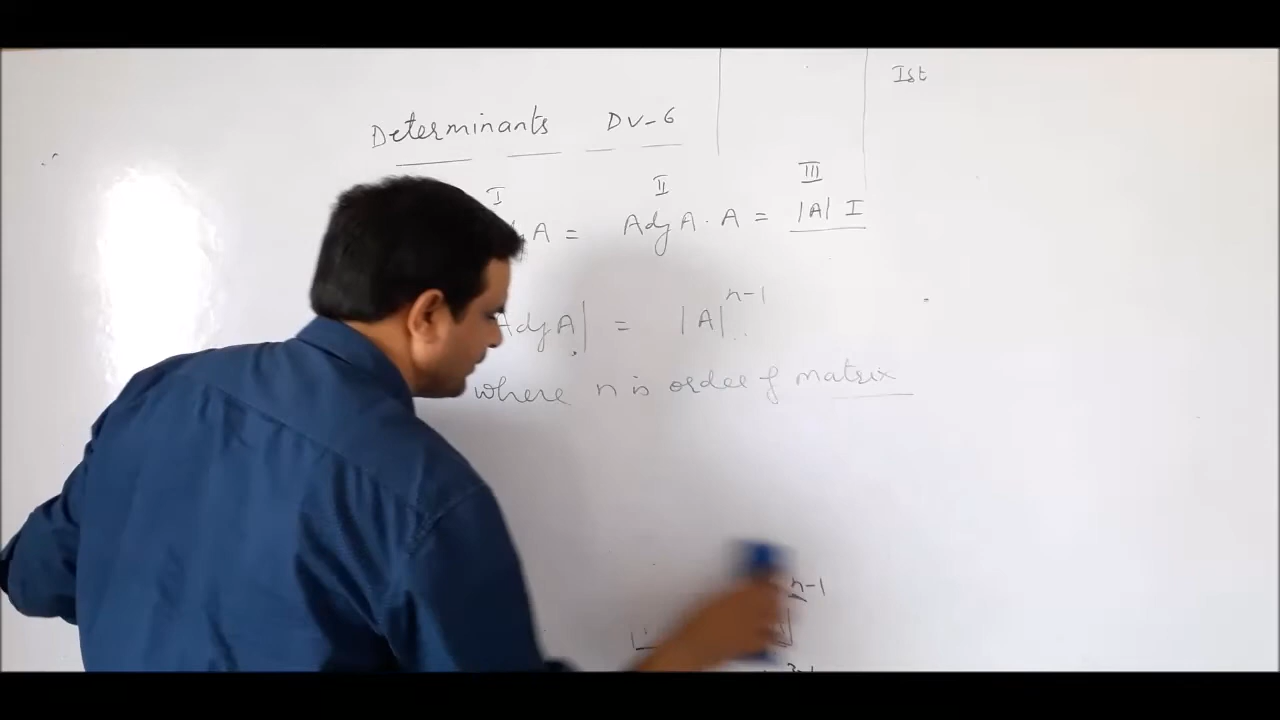 Ist
Determinants DV-6
I II III
A = Adj A . A = |A| I
Adj A| = |A|^{n-1}
where n is order of matrix
n-1